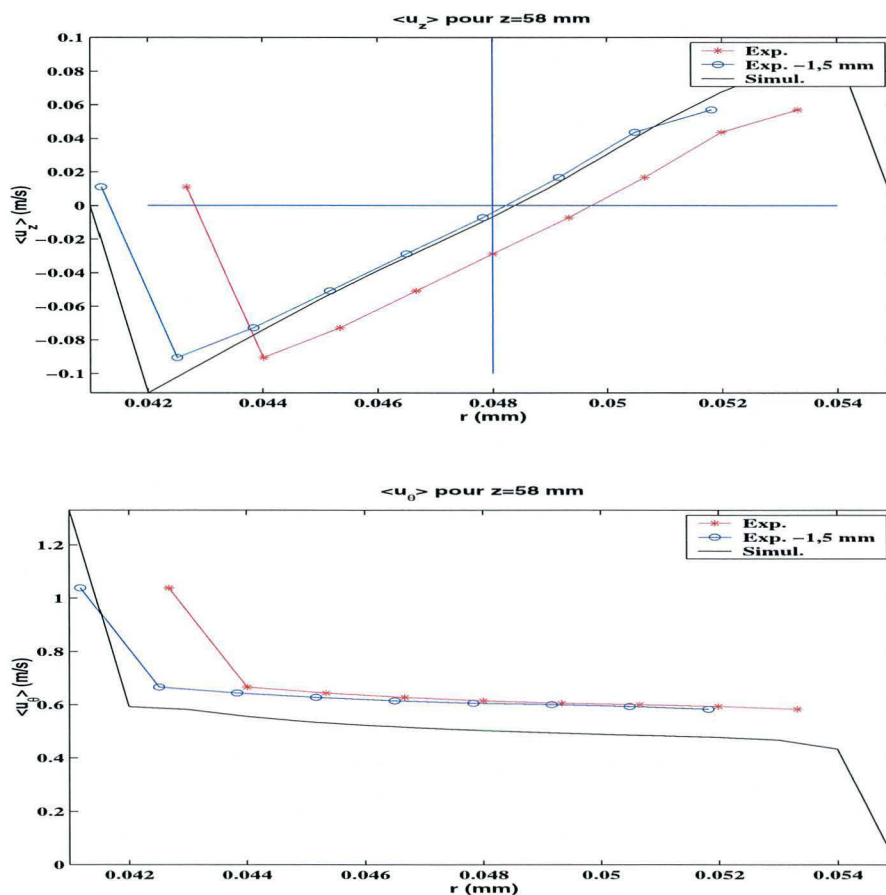 <u_z> pour z=58 mm
Exp.
Exp. −1,5 mm
Simul.
0.1
0.08
0.06
0.04
0.02
0
−0.02
−0.04
−0.06
−0.08
−0.1
<u_z> (m/s)
0.042 0.044 0.046 0.048 0.05 0.052 0.054
r (mm)
<u_θ> pour z=58 mm
Exp.
Exp. −1,5 mm
Simul.
1.2
1
0.8
0.6
0.4
0.2
0
<u_θ> (m/s)
0.042 0.044 0.046 0.048 0.05 0.052 0.054
r (mm)